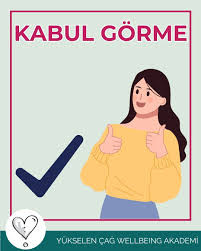 KABUL GÖRME
YÜKSELEN ÇAĞ WELLBEING AKADEMİ